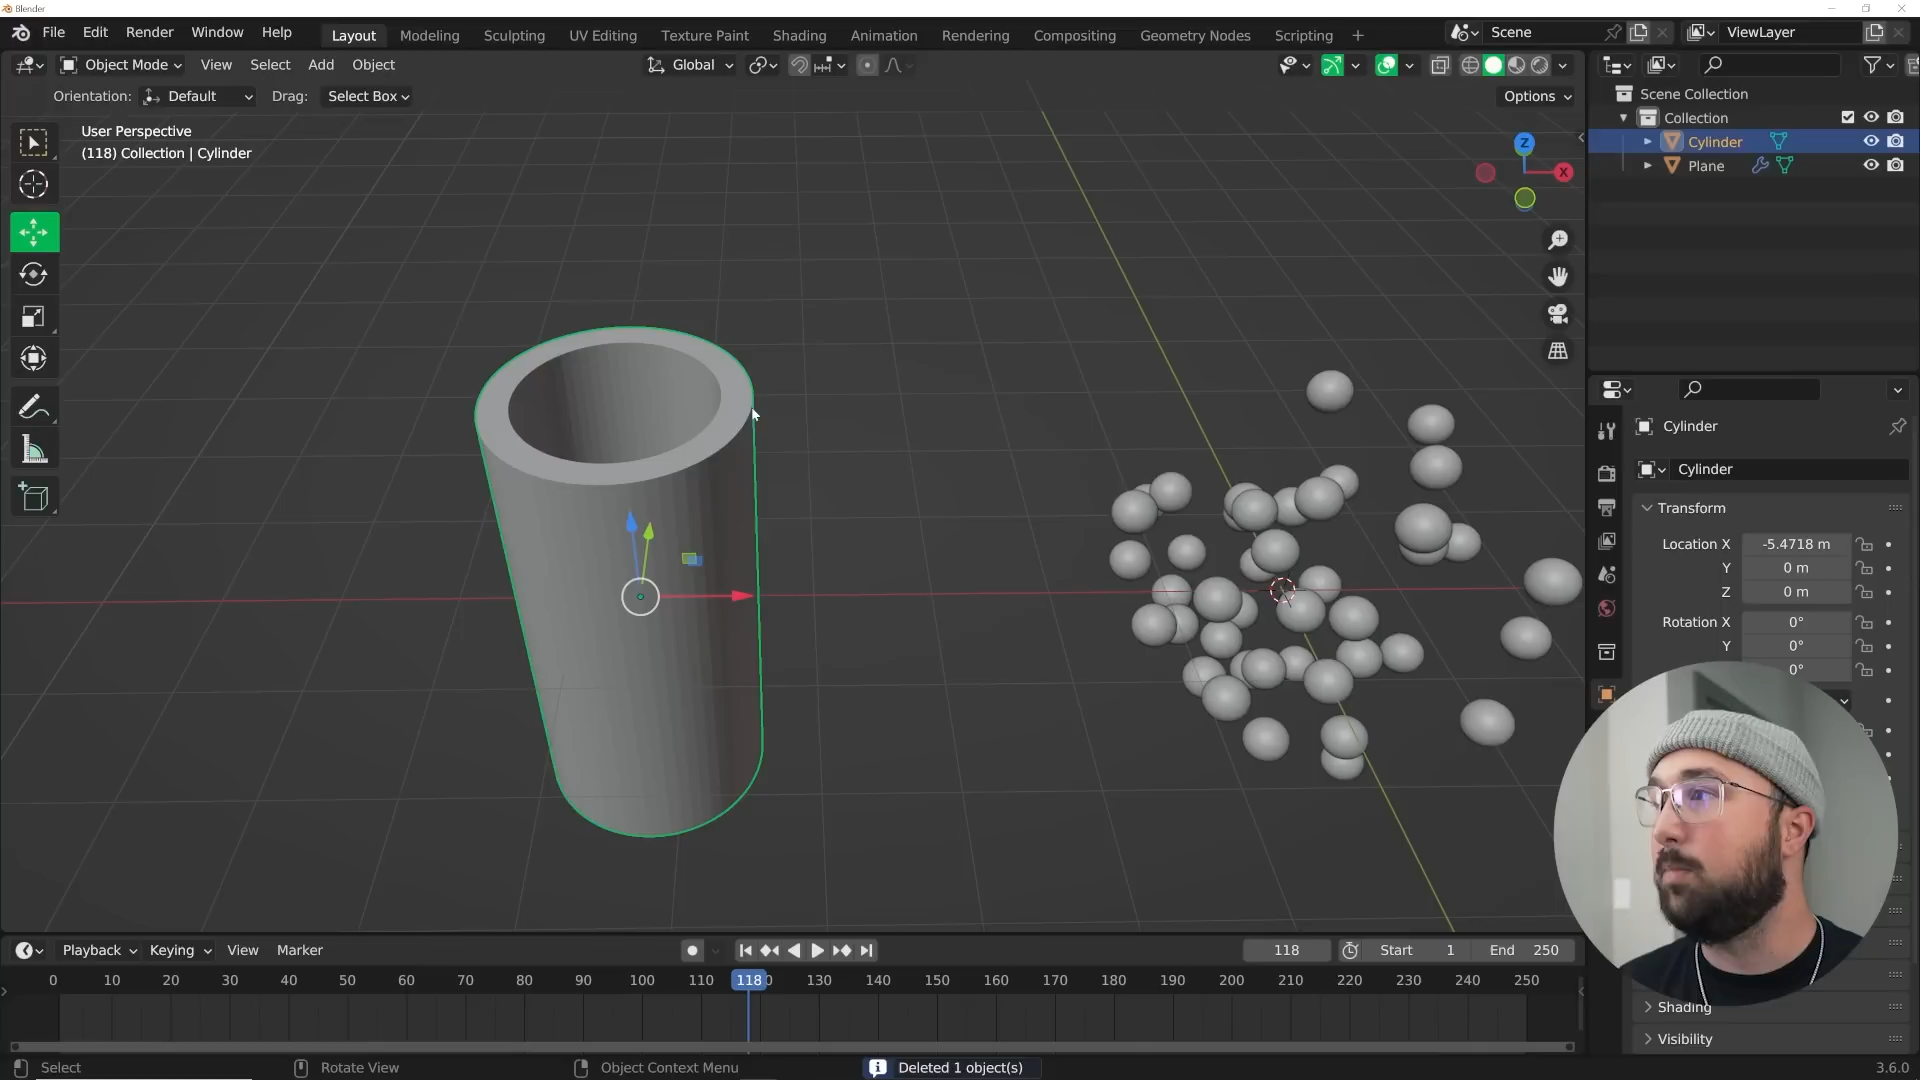 Blender
File Edit Render Window Help
Layout Modeling Sculpting UV Editing Texture Paint Shading Animation Rendering Compositing Geometry Nodes Scripting +
Scene
ViewLayer
Object Mode View Select Add Object
Global
Orientation: Default Drag: Select Box
Options
User Perspective
(118) Collection | Cylinder
Z
X
Scene Collection
Collection
Cylinder
Plane
Cylinder
Cylinder
Transform
Location X -5.4718 m
Y 0 m
Z 0 m
Rotation X 0°
Y 0°
0°
Shading
Visibility
Playback Keying View Marker
118
Start 1
End 250
0 10 20 30 40 50 60 70 80 90 100 110 118 0 130 140 150 160 170 180 190 200 210 220 230 240 250
Select
Rotate View
Object Context Menu
Deleted 1 object(s)
3.6.0